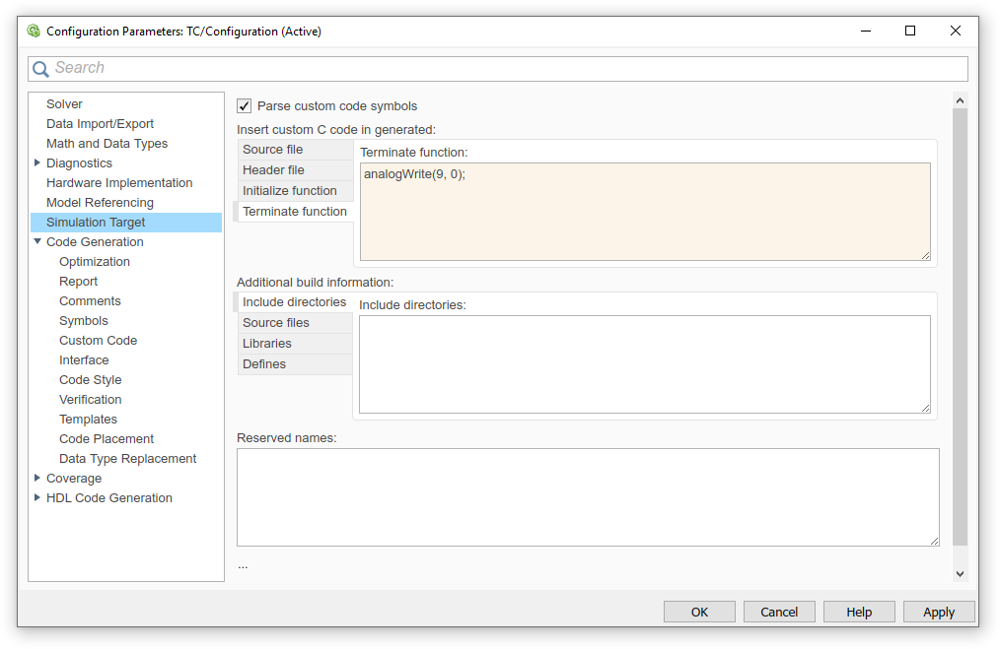 Configuration Parameters: TC/Configuration (Active)
Search
Solver
Data Import/Export
Math and Data Types
Diagnostics
Hardware Implementation
Model Referencing
Simulation Target
Code Generation
Optimization
Report
Comments
Symbols
Custom Code
Interface
Code Style
Verification
Templates
Code Placement
Data Type Replacement
Coverage
HDL Code Generation
Parse custom code symbols
Insert custom C code in generated:
Source file
Header file
Initialize function
Terminate function
Terminate function:
analogWrite(9, 0);
Additional build information:
Include directories
Source files
Libraries
Defines
Include directories:
Reserved names:
...
OK
Cancel
Help
Apply